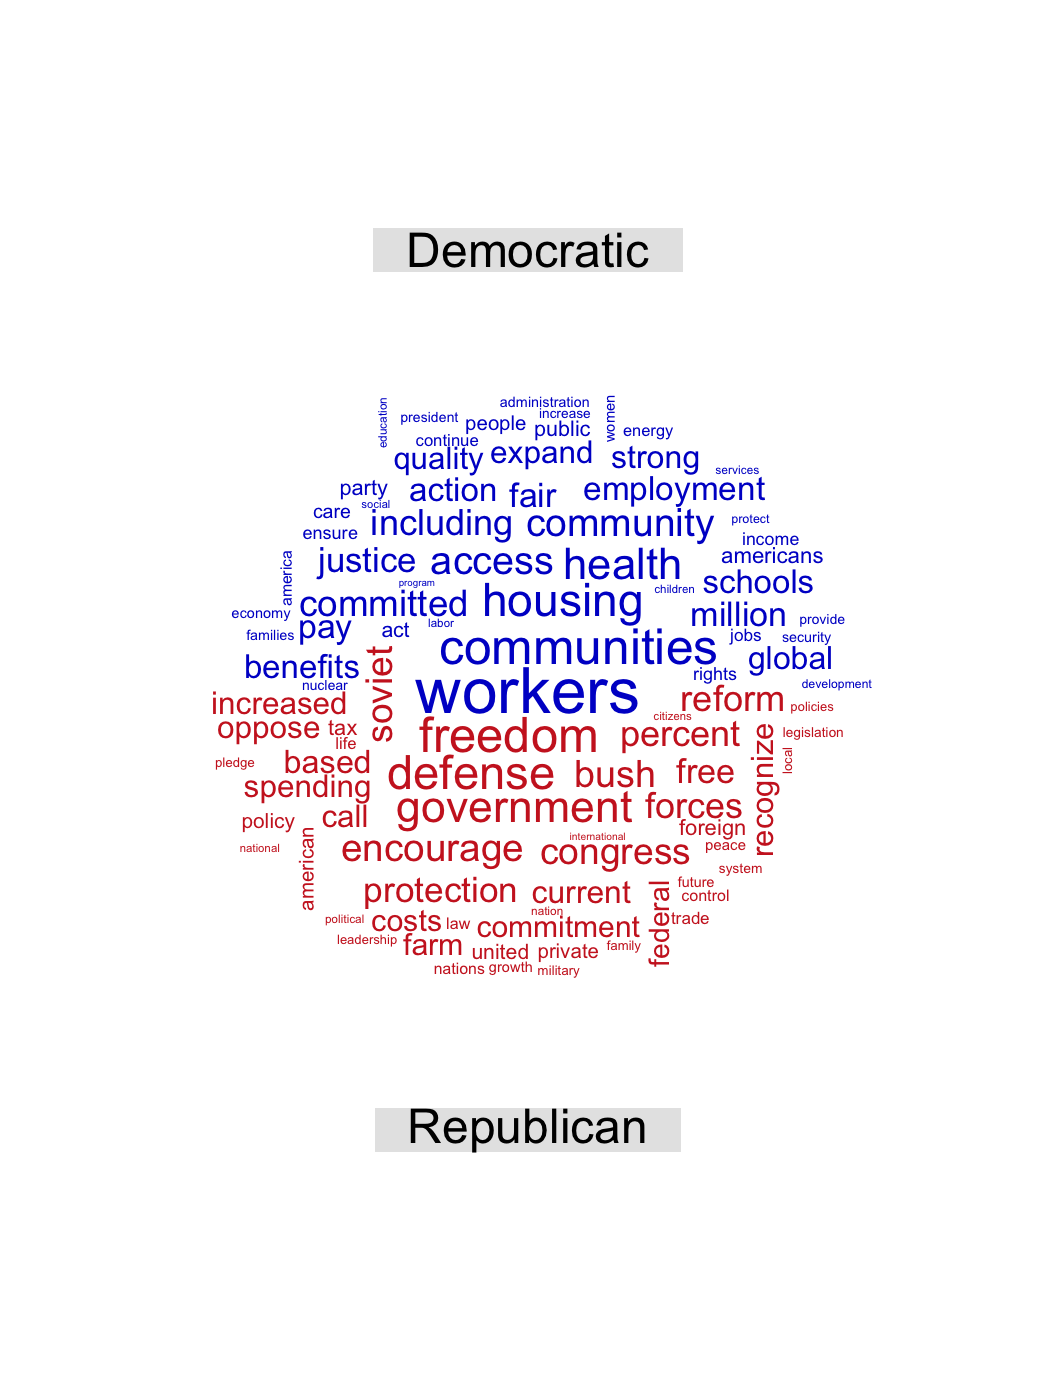 Democratic
education
president
people
administration
increase
public
women
energy
continue
quality
expand
strong
services
party
action
fair
employment
care
social
ensure
including
community
protect
income
americans
justice
access
health
america
program
children
schools
committed
housing
million
economy
provide
families
pay
act
labor
communities
jobs
security
benefits
global
rights
nuclear
development
workers
soviet
increased
reform
policies
citizens
oppose
tax
freedom
percent
recognize
legislation
life
local
pledge
based
defense
bush
free
spending
government
forces
policy
call
foreign
national
american
encourage
international
congress
peace
system
protection
current
federal
future
control
political
costs
law
nation
commitment
trade
leadership
farm
united
private
family
nations
growth
military
Republican